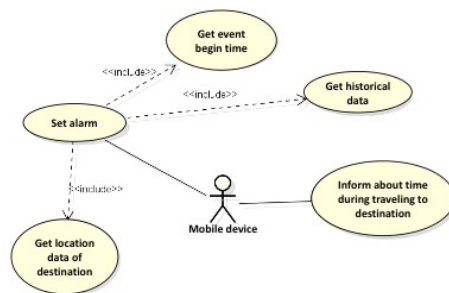 Get event
begin time
<<include>>
Get historical
data
<<include>>
Set alarm
Inform about time
during traveling to
destination
<<include>>
Mobile device
Get location
data of
destination